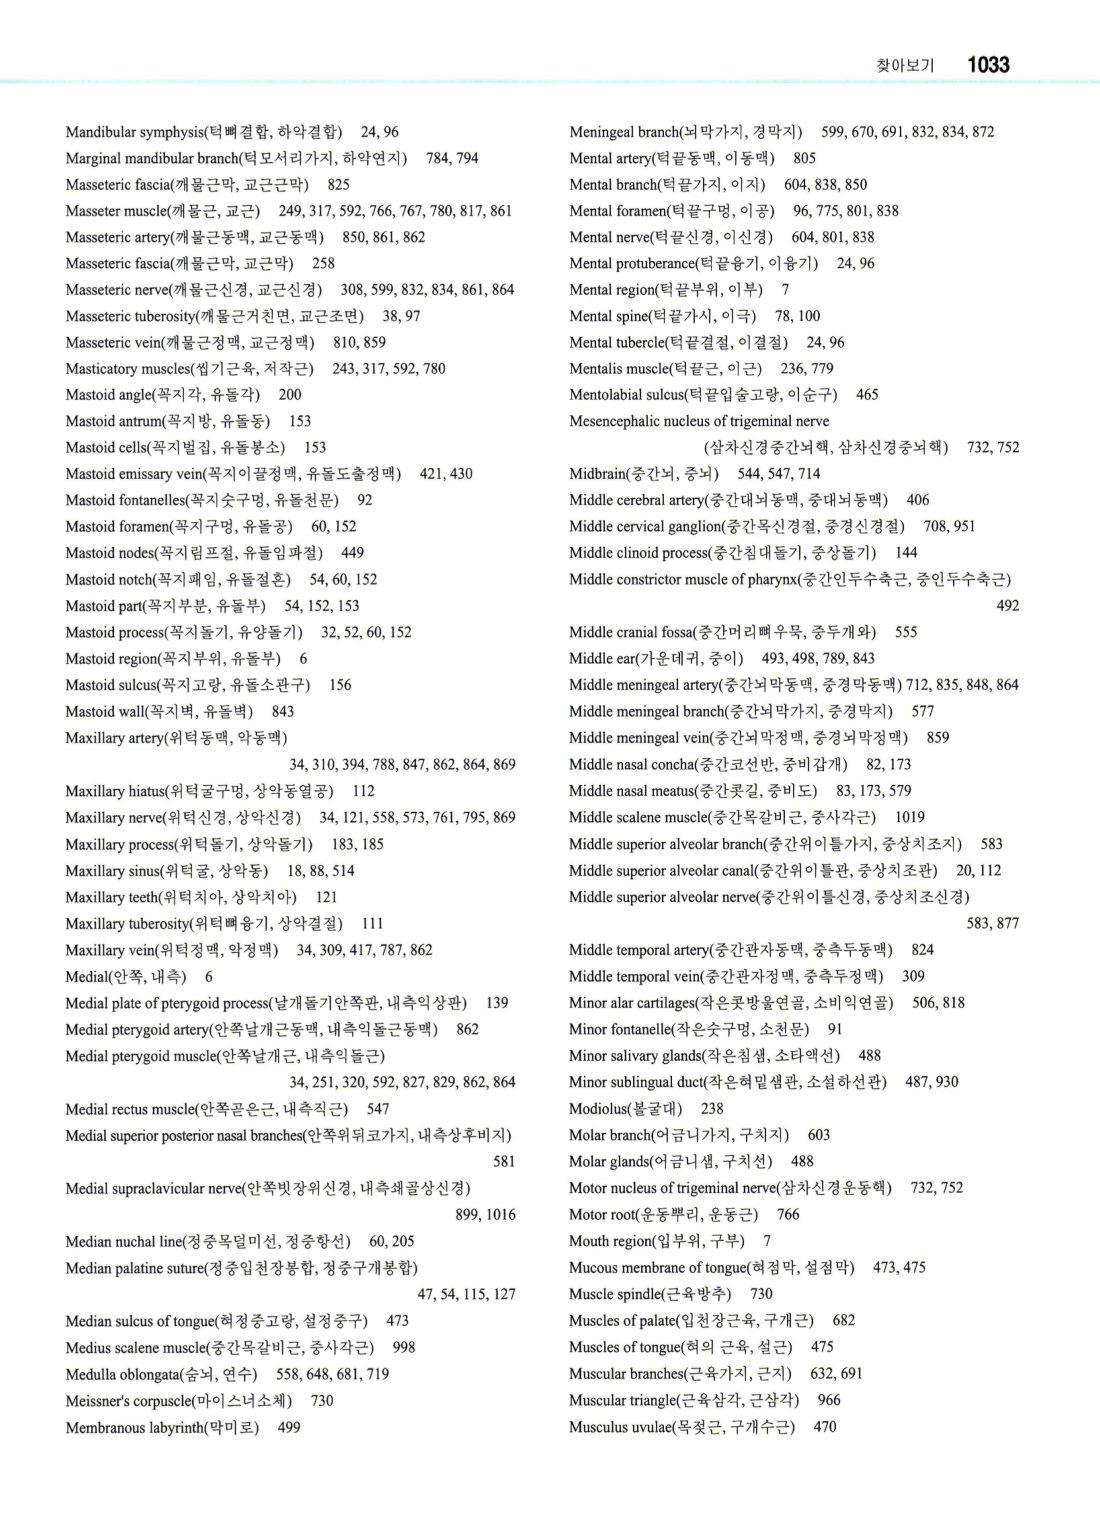 찾아보기 1033
Mandibular symphysis(턱뼈결합, 하악결합) 24, 96
Marginal mandibular branch(턱모서리가지, 하악연지) 784, 794
Masseteric fascia(깨물근막, 교근근막) 825
Masseter muscle(깨물근, 교근) 249, 317, 592, 766, 767, 780, 817, 861
Masseteric artery(깨물근동맥, 교근동맥) 850, 861, 862
Masseteric fascia(깨물근막, 교근막) 258
Masseteric nerve(깨물근신경, 교근신경) 308, 599, 832, 834, 861, 864
Masseteric tuberosity(깨물근거친면, 교근조면) 38, 97
Masseteric vein(깨물근정맥, 교근정맥) 810, 859
Masticatory muscles(씹기근육, 저작근) 243, 317, 592, 780
Mastoid angle(꼭지각, 유돌각) 200
Mastoid antrum(꼭지방, 유돌동) 153
Mastoid cells(꼭지벌집, 유돌봉소) 153
Mastoid emissary vein(꼭지이끌정맥, 유돌도출정맥) 421, 430
Mastoid fontanelles(꼭지숫구멍, 유돌천문) 92
Mastoid foramen(꼭지구멍, 유돌공) 60, 152
Mastoid nodes(꼭지림프절, 유돌임파절) 449
Mastoid notch(꼭지패임, 유돌절흔) 54, 60, 152
Mastoid part(꼭지부분, 유돌부) 54, 152, 153
Mastoid process(꼭지돌기, 유양돌기) 32, 52, 60, 152
Mastoid region(꼭지부위, 유돌부) 6
Mastoid sulcus(꼭지고랑, 유돌소관구) 156
Mastoid wall(꼭지벽, 유돌벽) 843
Maxillary artery(위턱동맥, 악동맥)
34, 310, 394, 788, 847, 862, 864, 869
Maxillary hiatus(위턱굴구멍, 상악동열공) 112
Maxillary nerve(위턱신경, 상악신경) 34, 121, 558, 573, 761, 795, 869
Maxillary process(위턱돌기, 상악돌기) 183, 185
Maxillary sinus(위턱굴, 상악동) 18, 88, 514
Maxillary teeth(위턱치아, 상악치아) 121
Maxillary tuberosity(위턱뼈융기, 상악결절) 111
Maxillary vein(위턱정맥, 악정맥) 34, 309, 417, 787, 862
Medial(안쪽, 내측) 6
Medial plate of pterygoid process(날개돌기안쪽판, 내측익상판) 139
Medial pterygoid artery(안쪽날개근동맥, 내측익돌근동맥) 862
Medial pterygoid muscle(안쪽날개근, 내측익돌근)
34, 251, 320, 592, 827, 829, 862, 864
Medial rectus muscle(안쪽곧은근, 내측직근) 547
Medial superior posterior nasal branches(안쪽위뒤코가지, 내측상후비지)
581
Medial supraclavicular nerve(안쪽빗장위신경, 내측쇄골상신경)
899, 1016
Median nuchal line(정중목덜미선, 정중항선) 60, 205
Median palatine suture(정중입천장봉합, 정중구개봉합)
47, 54, 115, 127
Median sulcus of tongue(혀정중고랑, 설정중구) 473
Medius scalene muscle(중간목갈비근, 중사각근) 998
Medulla oblongata(숨뇌, 연수) 558, 648, 681, 719
Meissner's corpuscle(마이스너소체) 730
Membranous labyrinth(막미로) 499
Meningeal branch(뇌막가지, 경막지) 599, 670, 691, 832, 834, 872
Mental artery(턱끝동맥, 이동맥) 805
Mental branch(턱끝가지, 이지) 604, 838, 850
Mental foramen(턱끝구멍, 이공) 96, 775, 801, 838
Mental nerve(턱끝신경, 이신경) 604, 801, 838
Mental protuberance(턱끝융기, 이융기) 24, 96
Mental region(턱끝부위, 이부) 7
Mental spine(턱끝가시, 이극) 78, 100
Mental tubercle(턱끝결절, 이결절) 24, 96
Mentalis muscle(턱끝근, 이근) 236, 779
Mentolabial sulcus(턱끝입술고랑, 이순구) 465
Mesencephalic nucleus of trigeminal nerve
(삼차신경중간뇌핵, 삼차신경중뇌핵) 732, 752
Midbrain(중간뇌, 중뇌) 544, 547, 714
Middle cerebral artery(중간대뇌동맥, 중대뇌동맥) 406
Middle cervical ganglion(중간목신경절, 중경신경절) 708, 951
Middle clinoid process(중간침대돌기, 중상돌기) 144
Middle constrictor muscle of pharynx(중간인두수축근, 중인두수축근)
492
Middle cranial fossa(중간머리뼈우묵, 중두개와) 555
Middle ear(가운데귀, 중이) 493, 498, 789, 843
Middle meningeal artery(중간뇌막동맥, 중경막동맥) 712, 835, 848, 864
Middle meningeal branch(중간뇌막가지, 중경막지) 577
Middle meningeal vein(중간뇌막정맥, 중경뇌막정맥) 859
Middle nasal concha(중간코선반, 중비갑개) 82, 173
Middle nasal meatus(중간콧길, 중비도) 83, 173, 579
Middle scalene muscle(중간목갈비근, 중사각근) 1019
Middle superior alveolar branch(중간위이틀가지, 중상치조지) 583
Middle superior alveolar canal(중간위이틀관, 중상치조관) 20, 112
Middle superior alveolar nerve(중간위이틀신경, 중상치조신경)
583, 877
Middle temporal artery(중간관자동맥, 중측두동맥) 824
Middle temporal vein(중간관자정맥, 중측두정맥) 309
Minor alar cartilages(작은콧방울연골, 소비익연골) 506, 818
Minor fontanelle(작은숫구멍, 소천문) 91
Minor salivary glands(작은침샘, 소타액선) 488
Minor sublingual duct(작은혀밑샘관, 소설하선관) 487, 930
Modiolus(볼굴대) 238
Molar branch(어금니가지, 구치지) 603
Molar glands(어금니샘, 구치선) 488
Motor nucleus of trigeminal nerve(삼차신경운동핵) 732, 752
Motor root(운동뿌리, 운동근) 766
Mouth region(입부위, 구부) 7
Mucous membrane of tongue(혀점막, 설점막) 473, 475
Muscle spindle(근육방추) 730
Muscles of palate(입천장근육, 구개근) 682
Muscles of tongue(혀의 근육, 설근) 475
Muscular branches(근육가지, 근지) 632, 691
Muscular triangle(근육삼각, 근삼각) 966
Musculus uvulae(목젖근, 구개수근) 470